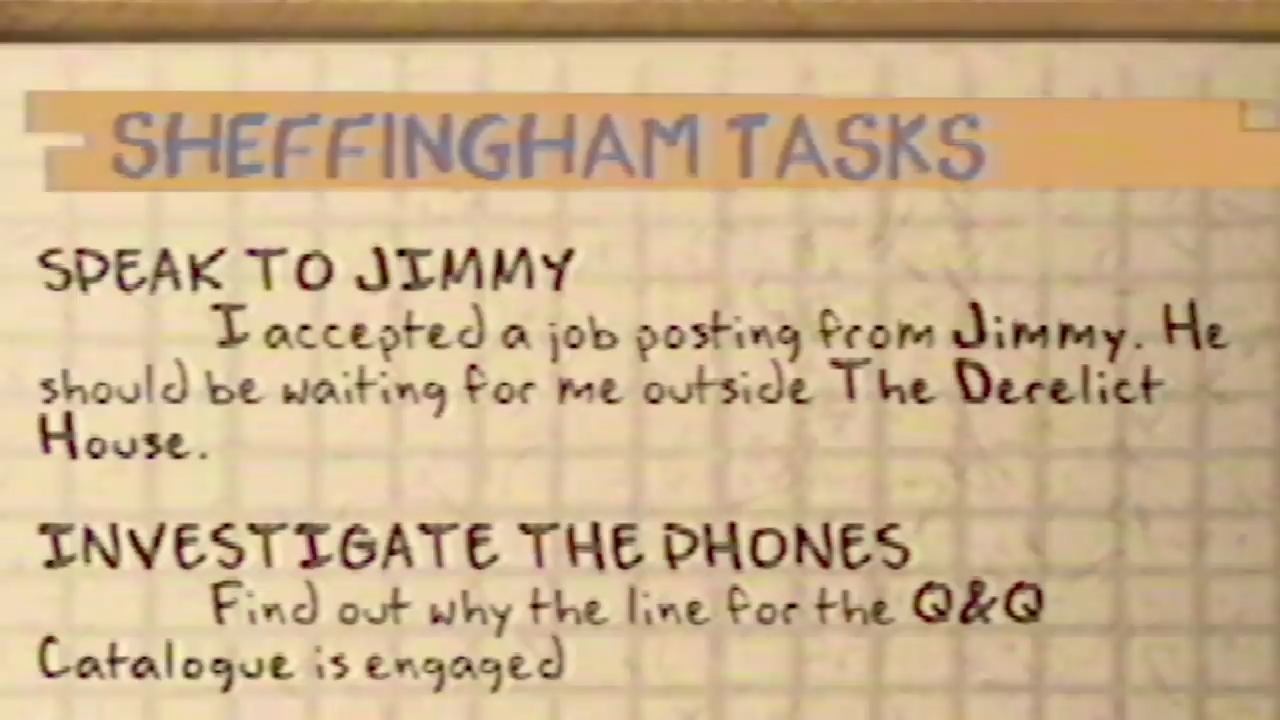 SHEFFINGHAM TASKS
SPEAK TO JIMMY
I accepted a job posting from Jimmy. He
should be waiting for me outside The Derelict
House.
INVESTIGATE THE PHONES
Find out why the line for the Q&Q
Catalogue is engaged